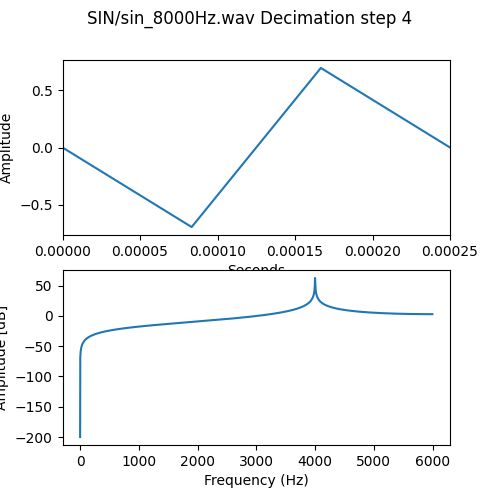 SIN/sin_8000Hz.wav Decimation step 4
Amplitude
0.5
0.0
−0.5
0.00000 0.00005 0.00010 0.00015 0.00020 0.00025
Seconds
Amplitude [dB]
50
0
−50
−100
−150
−200
0 1000 2000 3000 4000 5000 6000
Frequency (Hz)